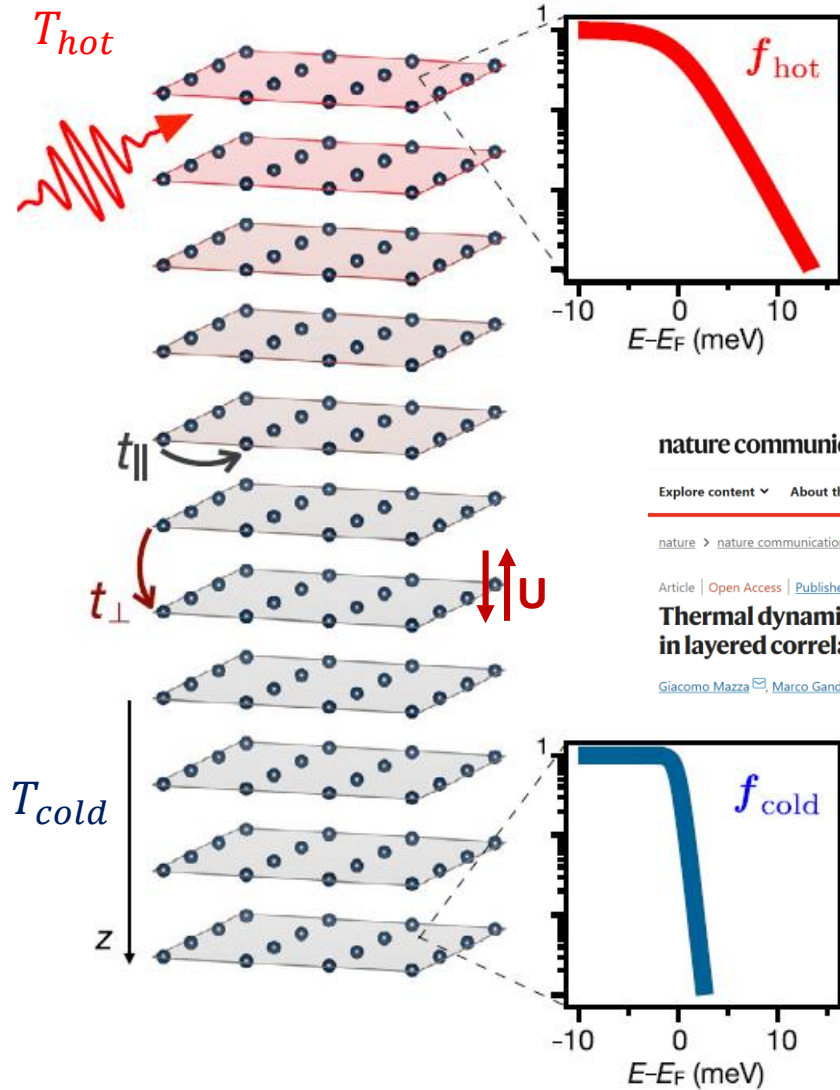 T_hot
1
f_hot
-10 0 10
E–E_F (meV)
t_||
t_⊥
U
nature communic
Explore content About th
nature > nature communication
Article | Open Access | Publishe
Thermal dynami
in layered correla
Giacomo Mazza, Marco Gand
T_cold
z
1
f_cold
-10 0 10
E–E_F (meV)